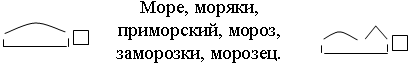 Море, моряки,
приморский, мороз,
заморозки, морозец.